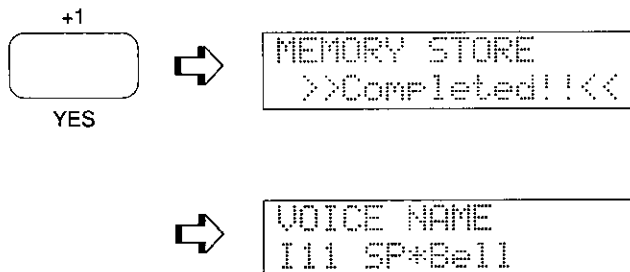 +1
YES
MEMORY STORE
>>Completed!!<<
VOICE NAME
I11 SP*Bell